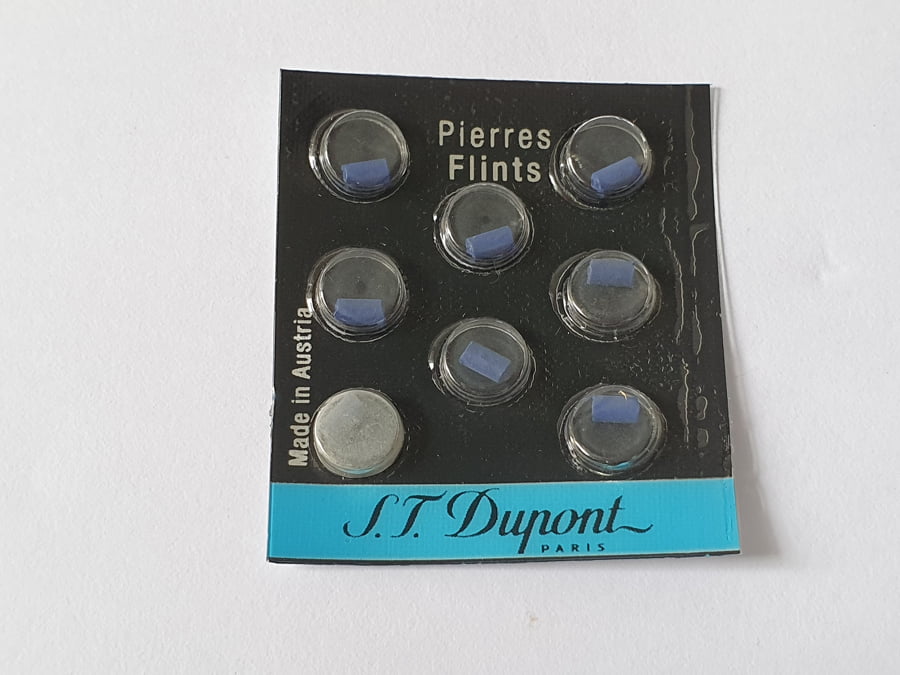 Pierres
Flints
Made in Austria
S.T. Dupont
PARIS